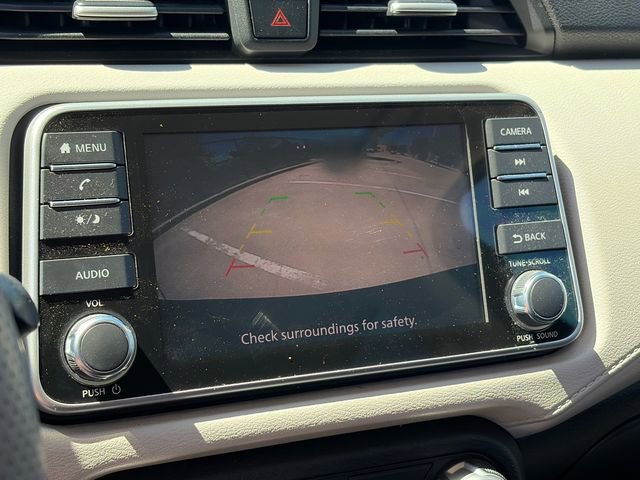 MENU
AUDIO
VOL
PUSH
Check surroundings for safety.
CAMERA
BACK
TUNE·SCROLL
PUSH SOUND